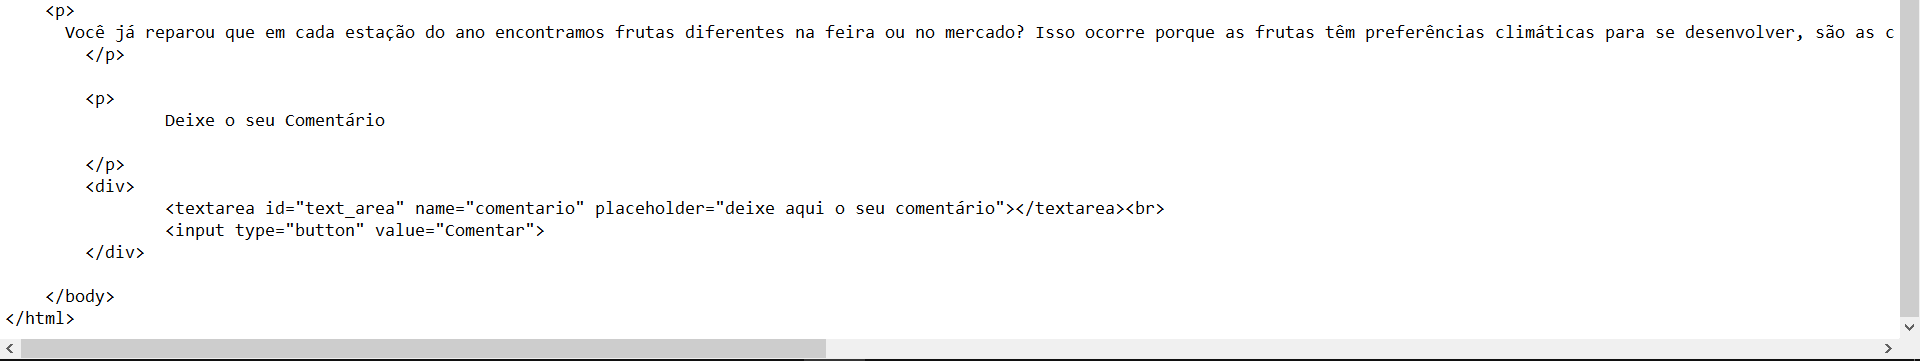 <p>
Você já reparou que em cada estação do ano encontramos frutas diferentes na feira ou no mercado? Isso ocorre porque as frutas têm preferências climáticas para se desenvolver, são as c
</p>
<p>
Deixe o seu Comentário
</p>
<div>
<textarea id="text_area" name="comentario" placeholder="deixe aqui o seu comentário"></textarea><br>
<input type="button" value="Comentar">
</div>
</body>
</html>